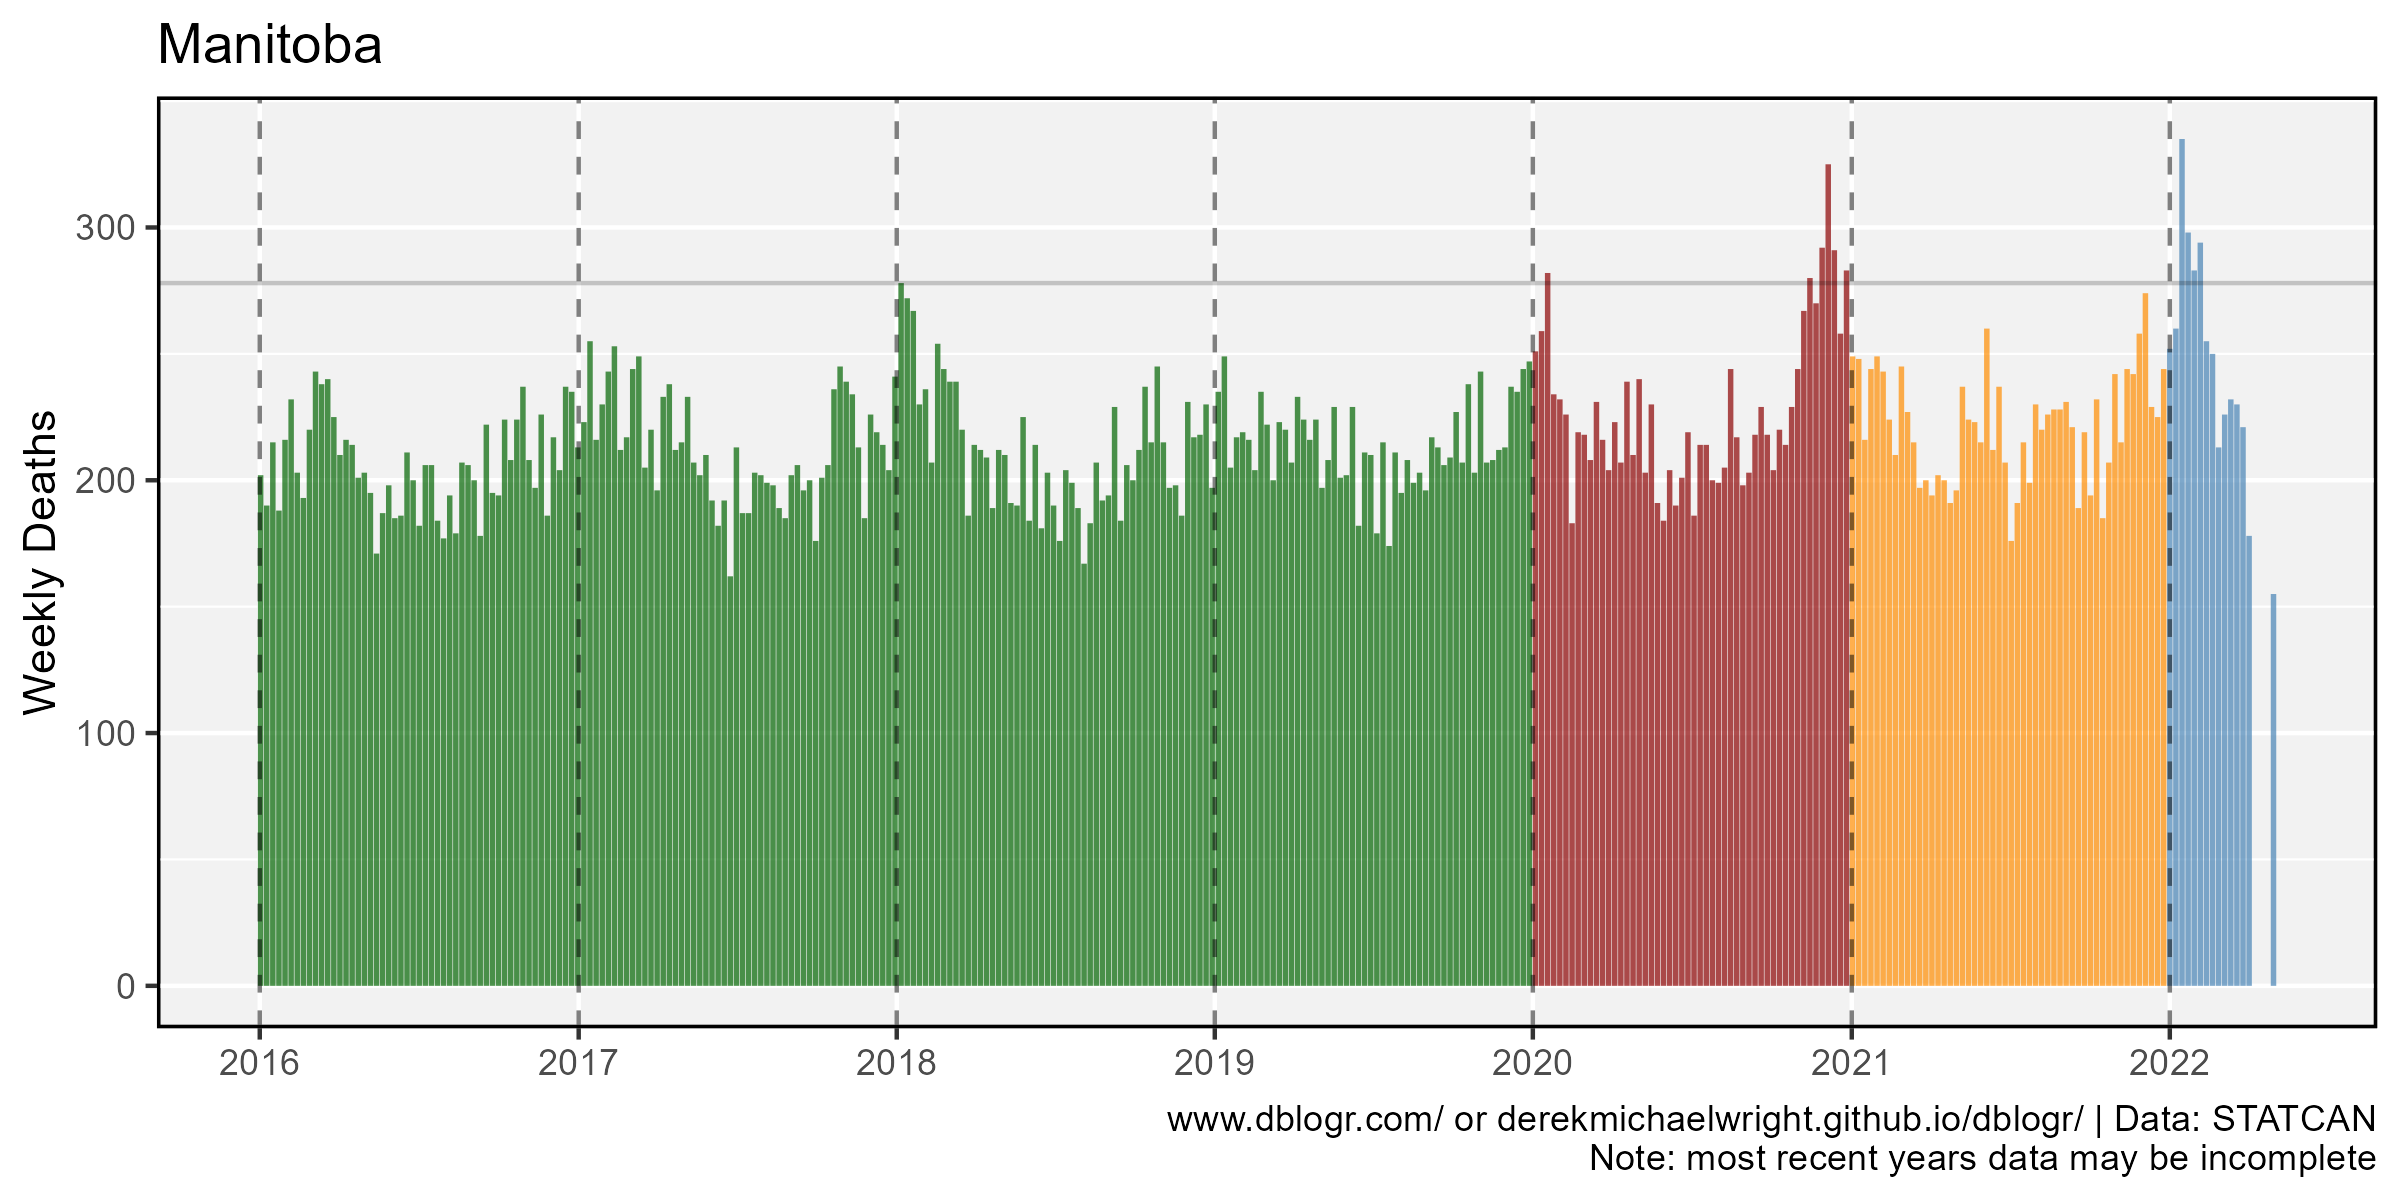 Manitoba
Weekly Deaths
300
200
100
0
2016 2017 2018 2019 2020 2021 2022
www.dblogr.com/ or derekmichaelwright.github.io/dblogr/ | Data: STATCAN
Note: most recent years data may be incomplete